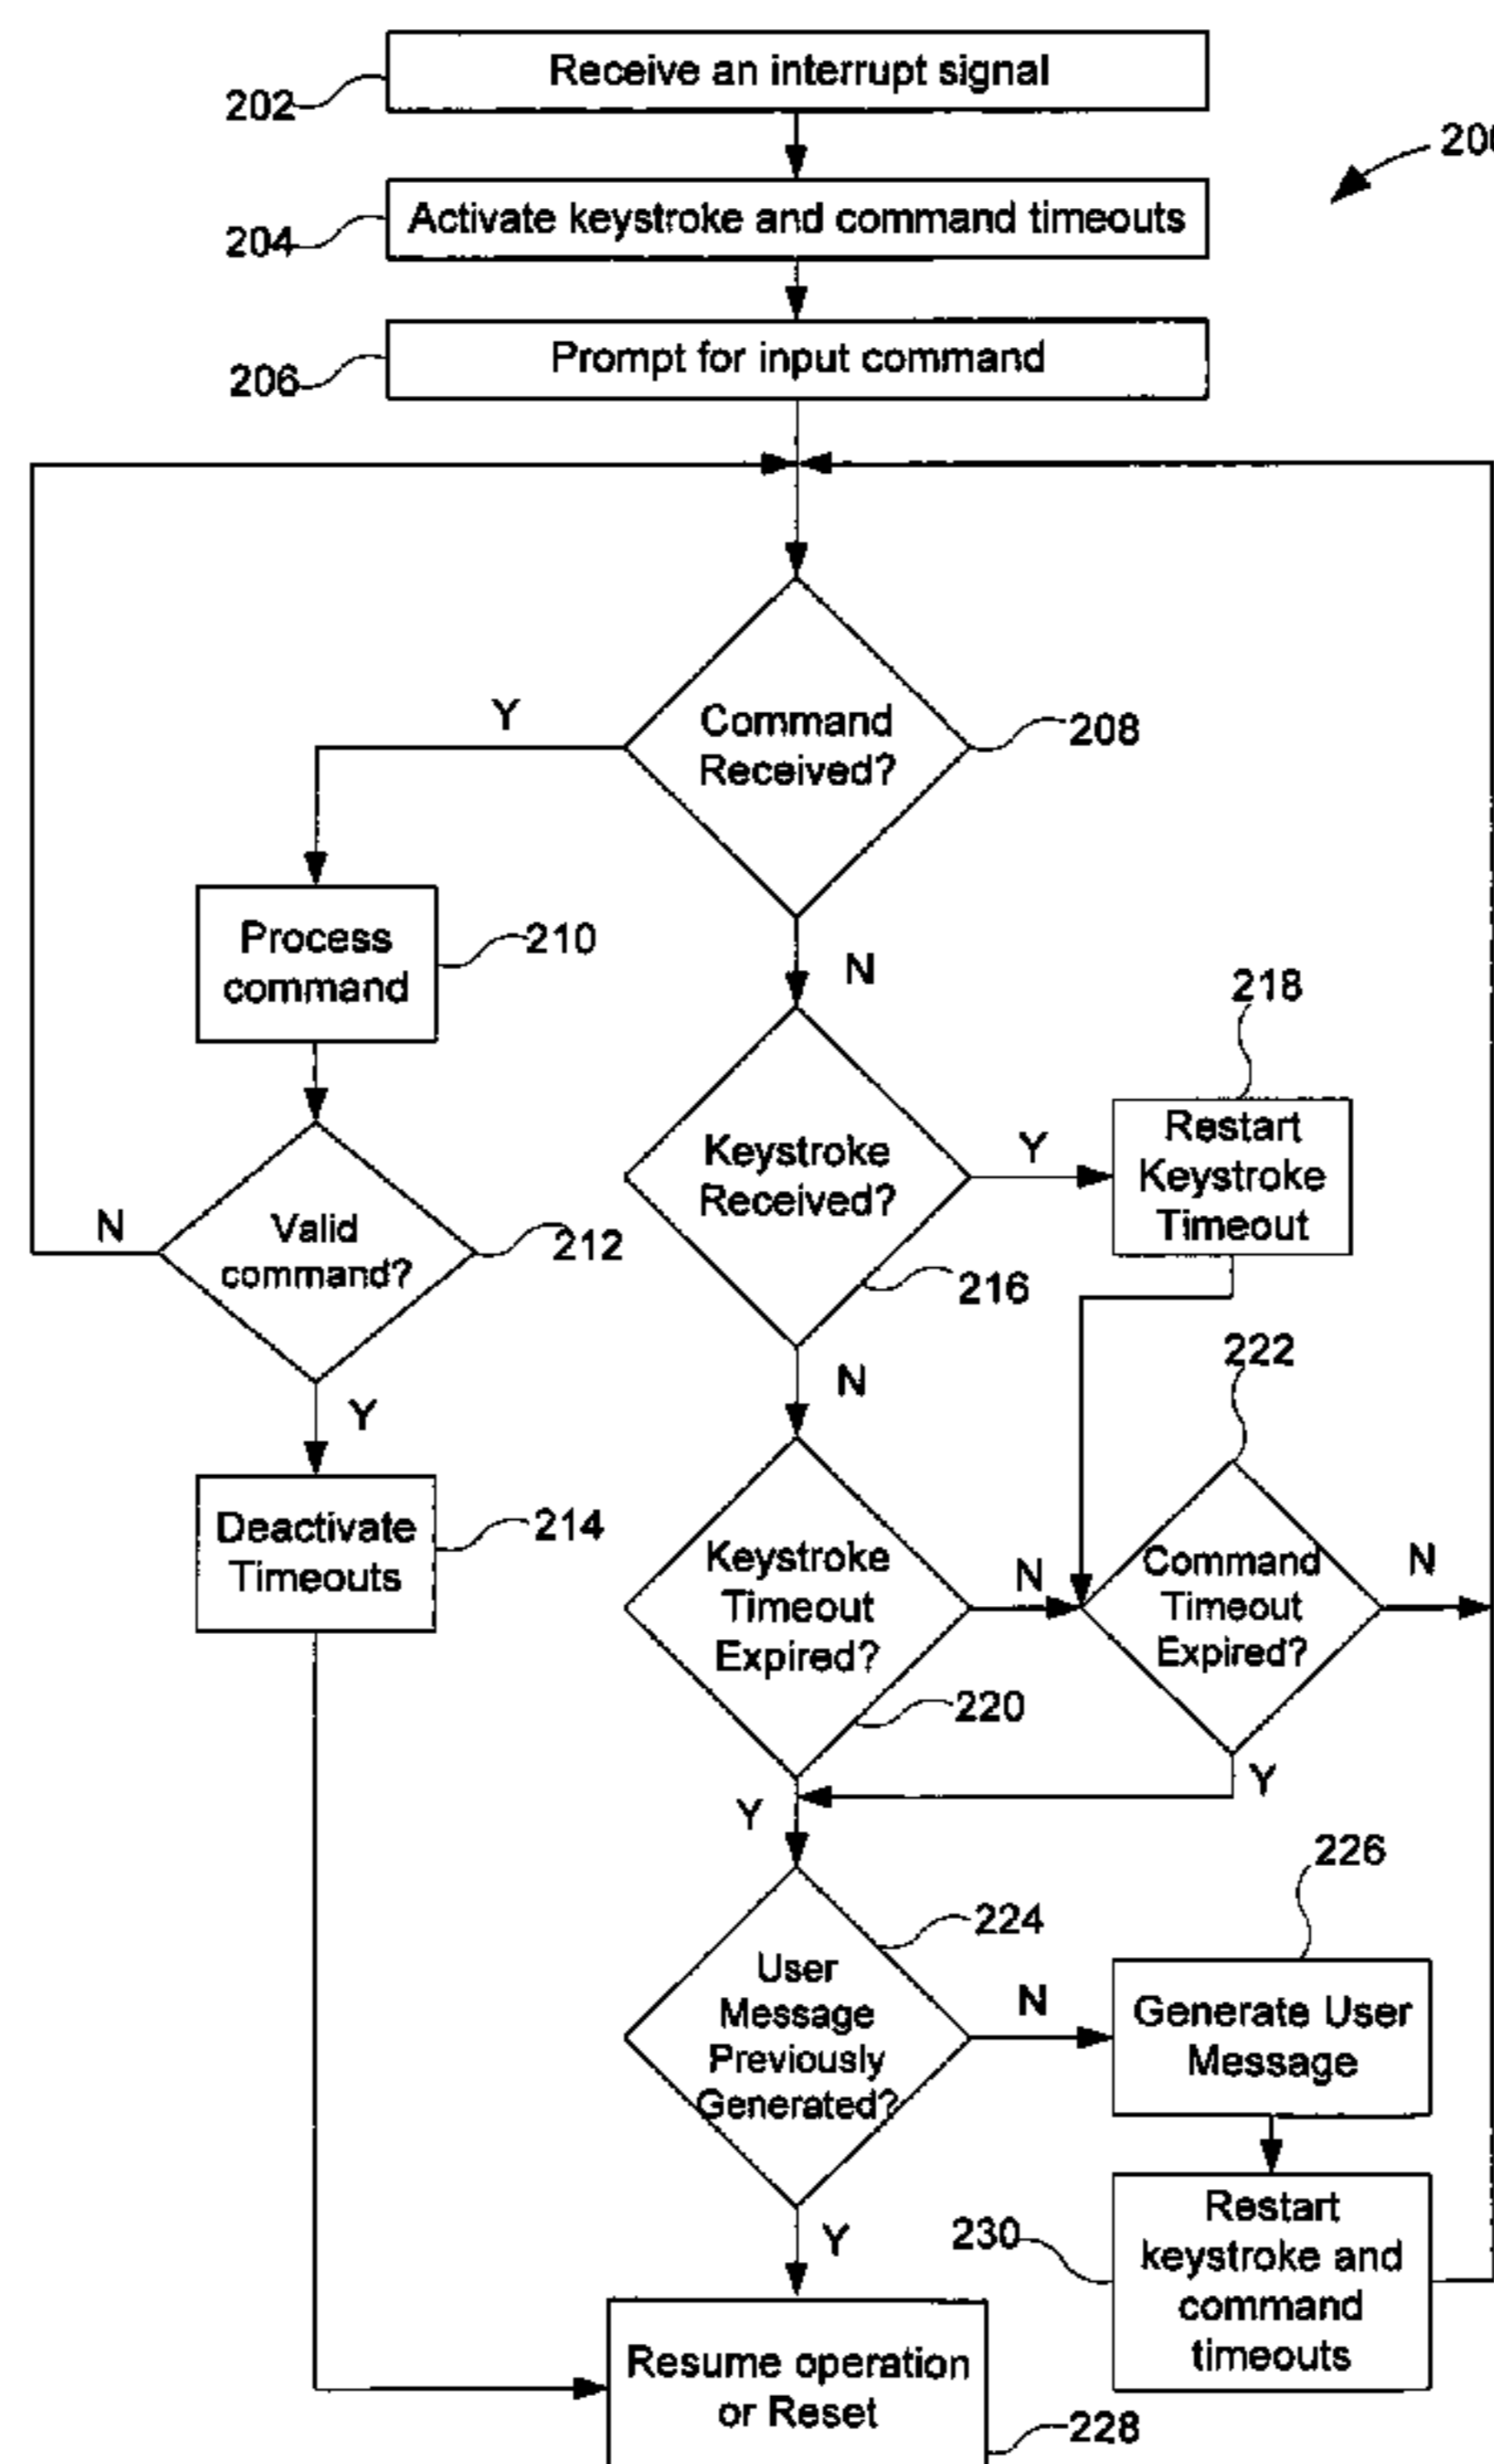 Receive an interrupt signal
202
200
Activate keystroke and command timeouts
204
Prompt for input command
206
Y
Command
Received?
208
N
Process
command
210
218
Restart
Keystroke
Timeout
Keystroke
Received?
Y
216
N
Valid
command?
212
N
Y
222
Deactivate
Timeouts
214
Keystroke
Timeout
Expired?
N
220
Y
Command
Timeout
Expired?
N
Y
226
224
User
Message
Previously
Generated?
N
Generate User
Message
Y
230
Restart
keystroke and
command
timeouts
Resume operation
or Reset
228